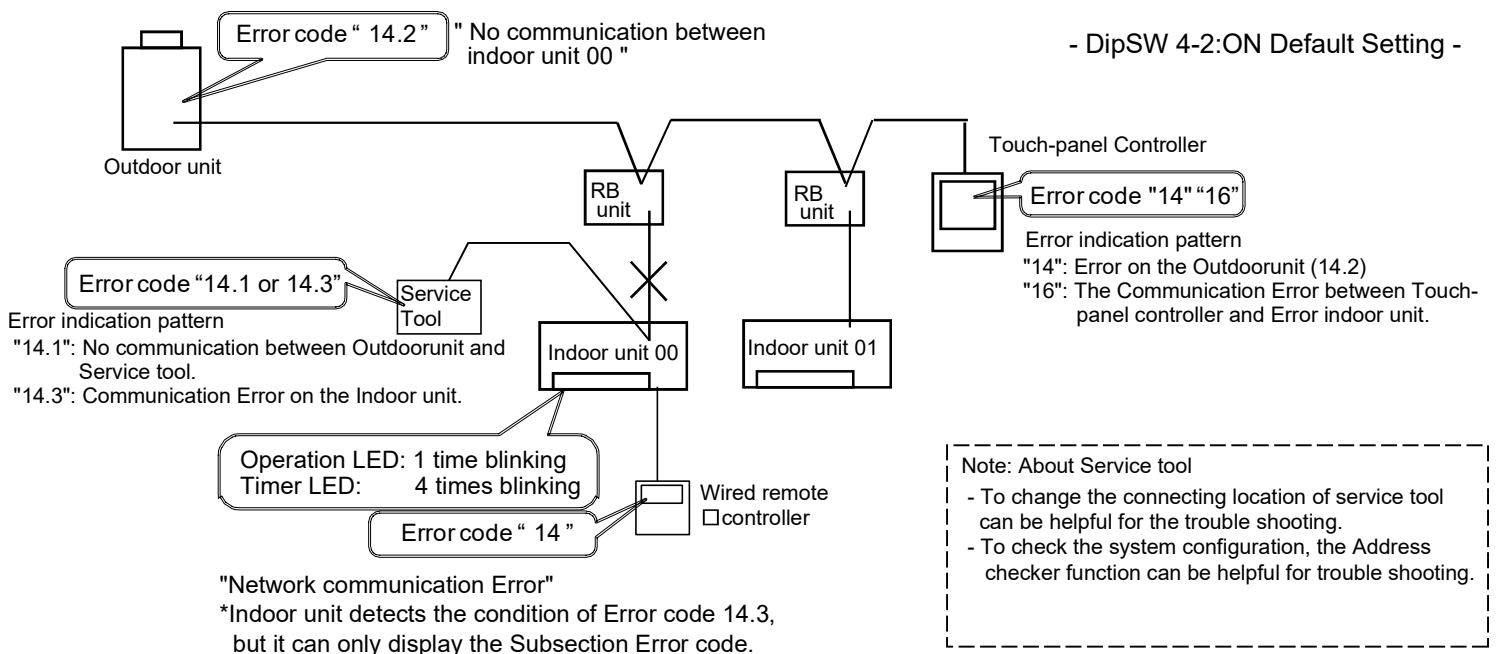 Error code “ 14.2 ”
" No communication between
indoor unit 00 "
- DipSW 4-2:ON Default Setting -
Outdoor unit
Touch-panel Controller
RB
unit
RB
unit
Error code "14" “16”
Error indication pattern
"14": Error on the Outdoorunit (14.2)
"16": The Communication Error between Touch-
panel controller and Error indoor unit.
Error code “14.1 or 14.3”
Service
Tool
Error indication pattern
"14.1": No communication between Outdoorunit and
Service tool.
"14.3": Communication Error on the Indoor unit.
Indoor unit 00
Indoor unit 01
Operation LED: 1 time blinking
Timer LED: 4 times blinking
Wired remote
□controller
Error code “ 14 ”
"Network communication Error"
*Indoor unit detects the condition of Error code 14.3,
but it can only display the Subsection Error code.
Note: About Service tool
- To change the connecting location of service tool
can be helpful for the trouble shooting.
- To check the system configuration, the Address
checker function can be helpful for trouble shooting.